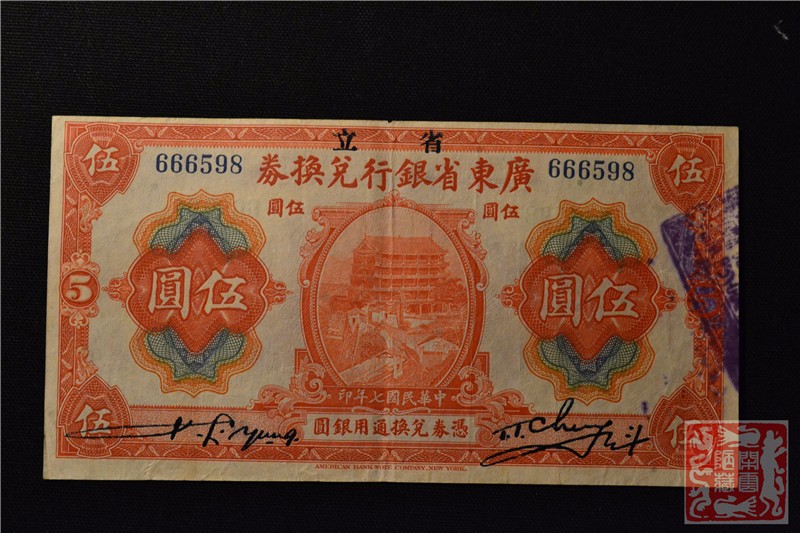 省立
伍
伍
666598
666598
廣東省銀行兌換券
伍圓
伍圓
伍圓
伍圓
5
中華民國七年印
憑券兌換通用銀圓
伍
伍
AMERICAN BANK NOTE COMPANY, NEW YORK.